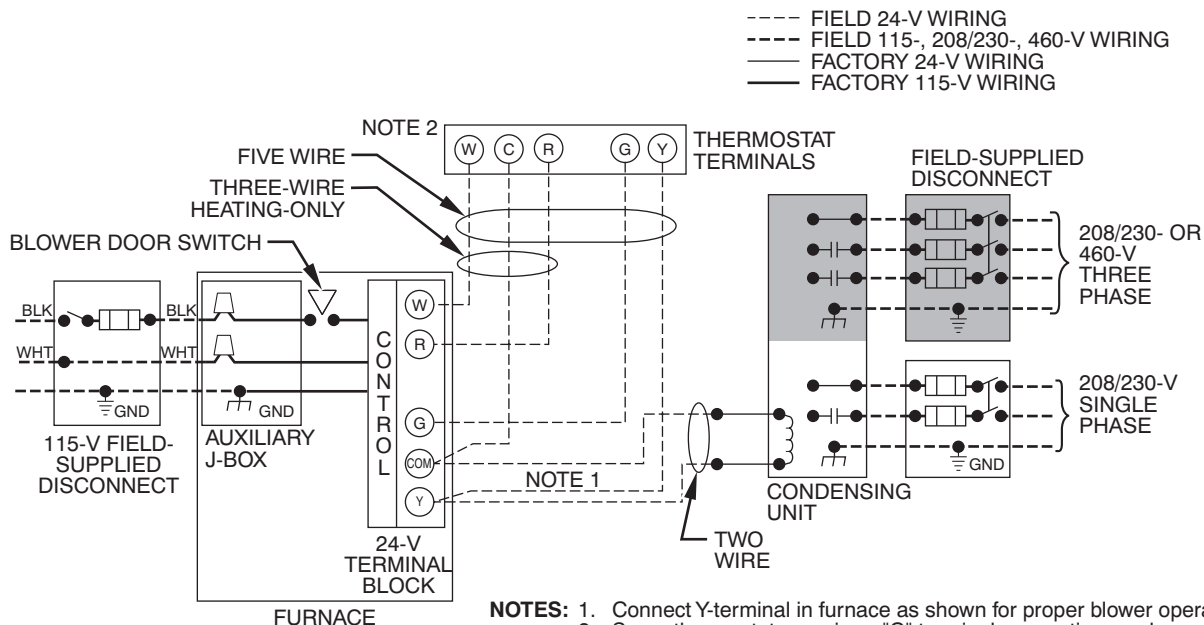 FIELD 24-V WIRING
FIELD 115-, 208/230-, 460-V WIRING
FACTORY 24-V WIRING
FACTORY 115-V WIRING
NOTE 2
W C R G Y
THERMOSTAT
TERMINALS
FIVE WIRE
THREE-WIRE
HEATING-ONLY
BLOWER DOOR SWITCH
FIELD-SUPPLIED
DISCONNECT
208/230- OR
460-V
THREE
PHASE
BLK
BLK
WHT
WHT
GND
GND
115-V FIELD-
SUPPLIED
DISCONNECT
AUXILIARY
J-BOX
CONTROL
W
R
G
COM
Y
24-V
TERMINAL
BLOCK
FURNACE
NOTE 1
TWO
WIRE
CONDENSING
UNIT
208/230-V
SINGLE
PHASE
GND
NOTES: 1. Connect Y-terminal in furnace as shown for proper blower opera